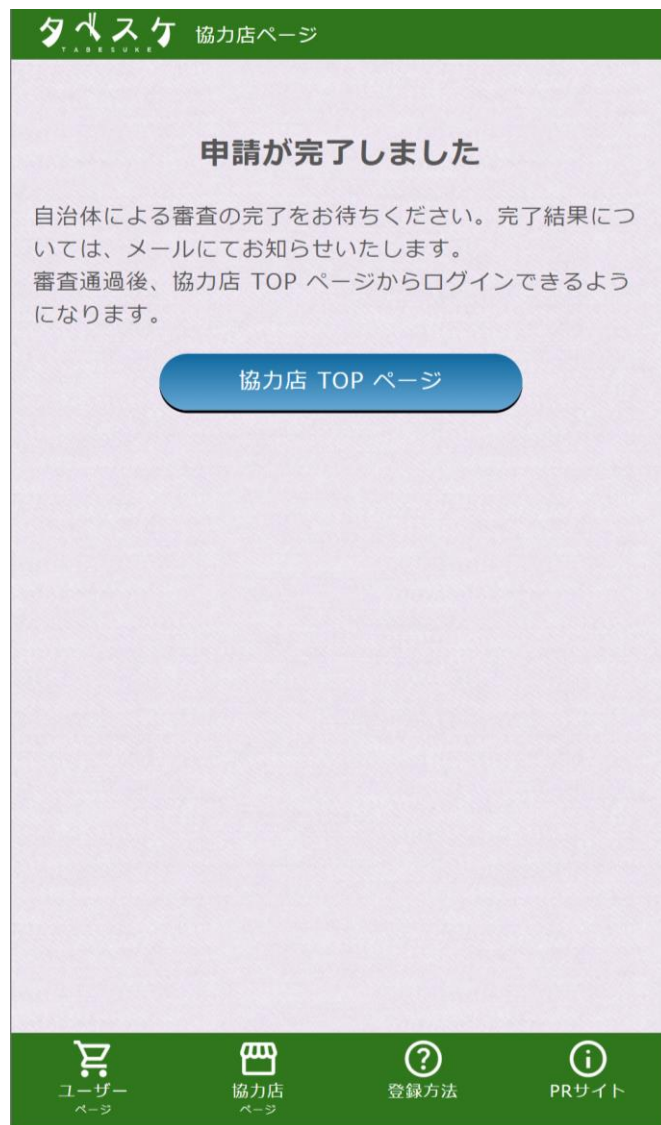 タベスケ 協力店ページ
TABESUKE
申請が完了しました
自治体による審査の完了をお待ちください。完了結果につ
いては、メールにてお知らせいたします。
審査通過後、協力店 TOP ページからログインできるよう
になります。
協力店 TOP ページ
ユーザー
ページ
協力店
ページ
登録方法
PRサイト